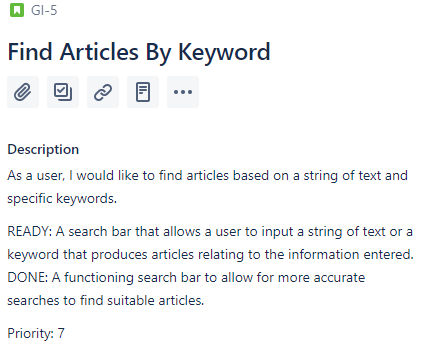 GI-5
Find Articles By Keyword
Description
As a user, I would like to find articles based on a string of text and
specific keywords.
READY: A search bar that allows a user to input a string of text or a
keyword that produces articles relating to the information entered.
DONE: A functioning search bar to allow for more accurate
searches to find suitable articles.
Priority: 7